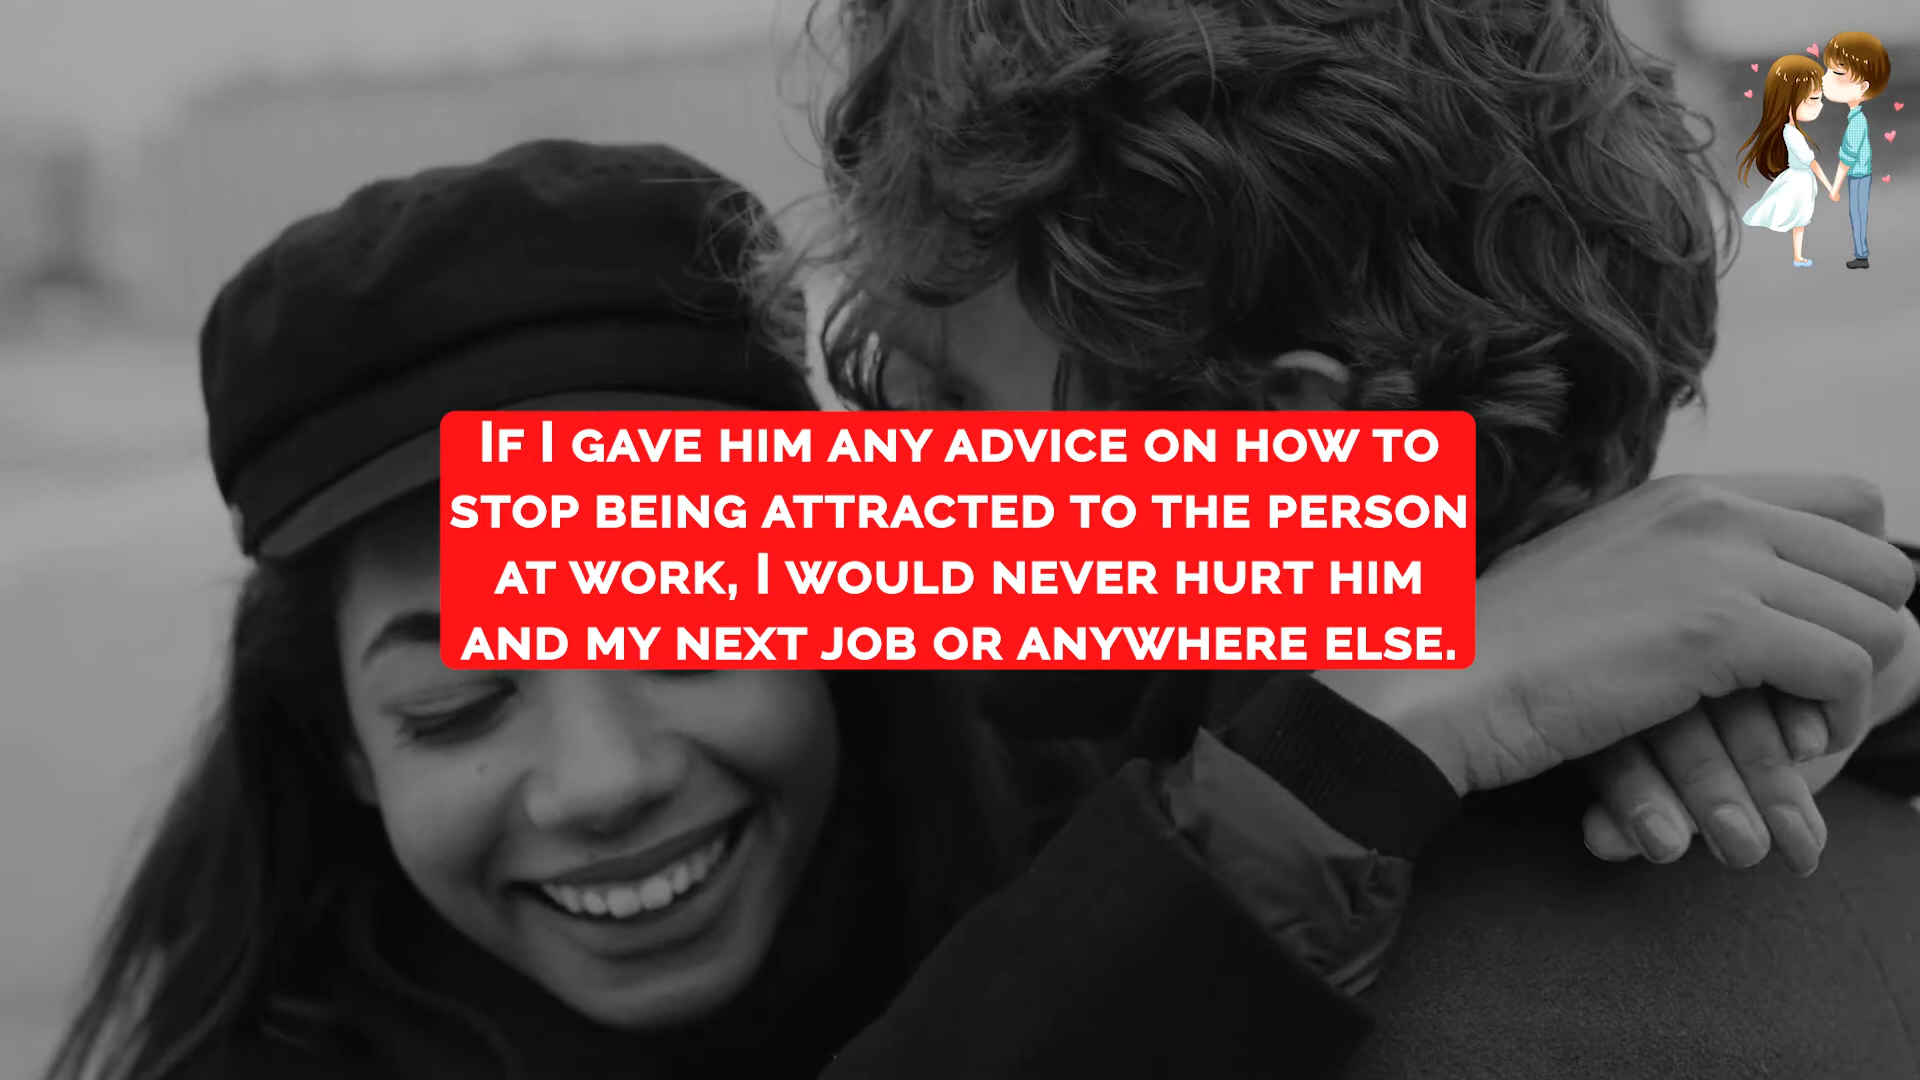 If I gave him any advice on how to
stop being attracted to the person
at work, I would never hurt him
and my next job or anywhere else.